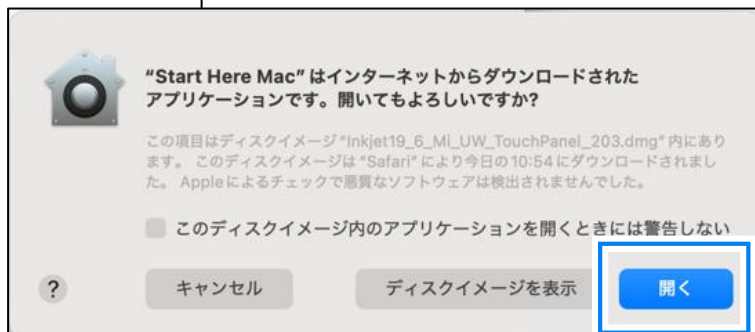 “Start Here Mac” はインターネットからダウンロードされた
アプリケーションです。開いてもよろしいですか?
この項目はディスクイメージ “Inkjet19_6_Mi_UW_TouchPanel_203.dmg” 内にあり
ます。 このディスクイメージは “Safari” により今日の10:54にダウンロードされまし
た。 Appleによるチェックで悪質なソフトウェアは検出されませんでした。
このディスクイメージ内のアプリケーションを開くときには警告しない
?
キャンセル
ディスクイメージを表示
開く